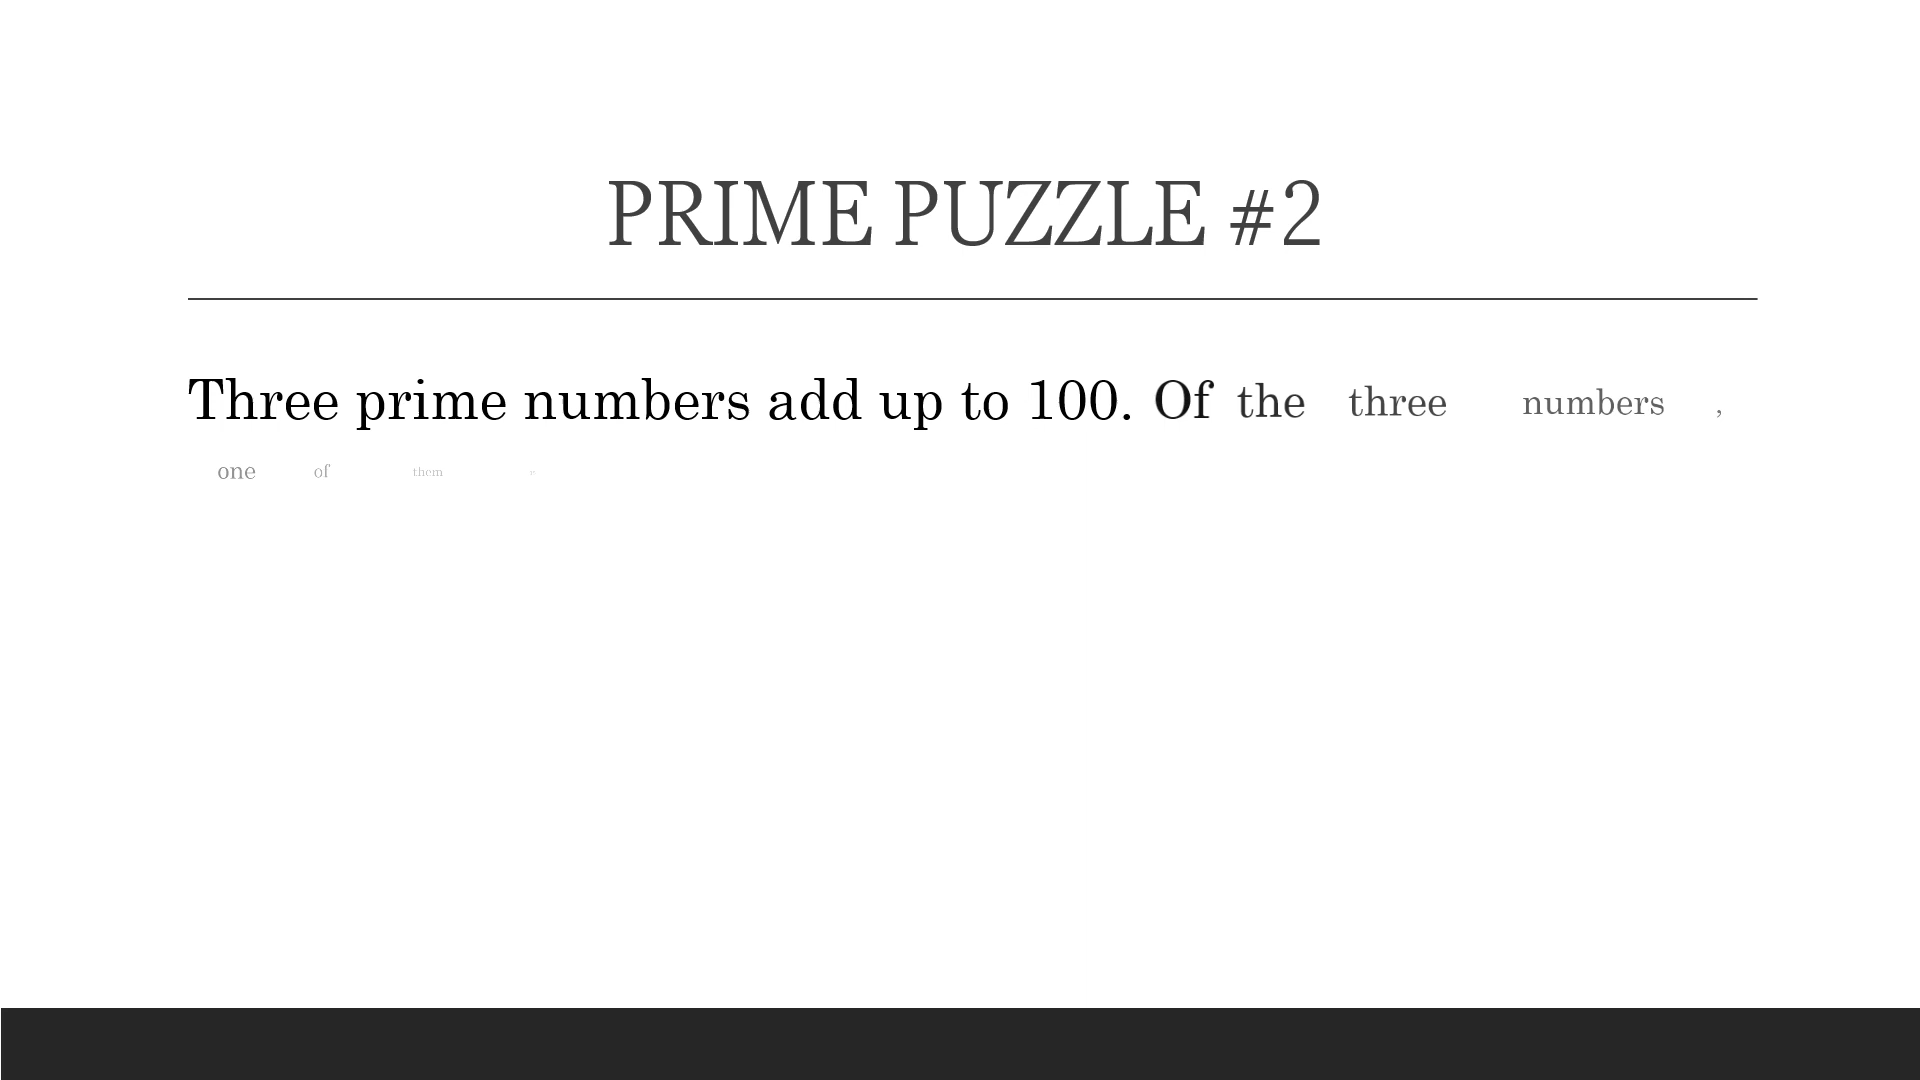 PRIME PUZZLE #2
Three prime numbers add up to 100. Of the three numbers ,
one of them